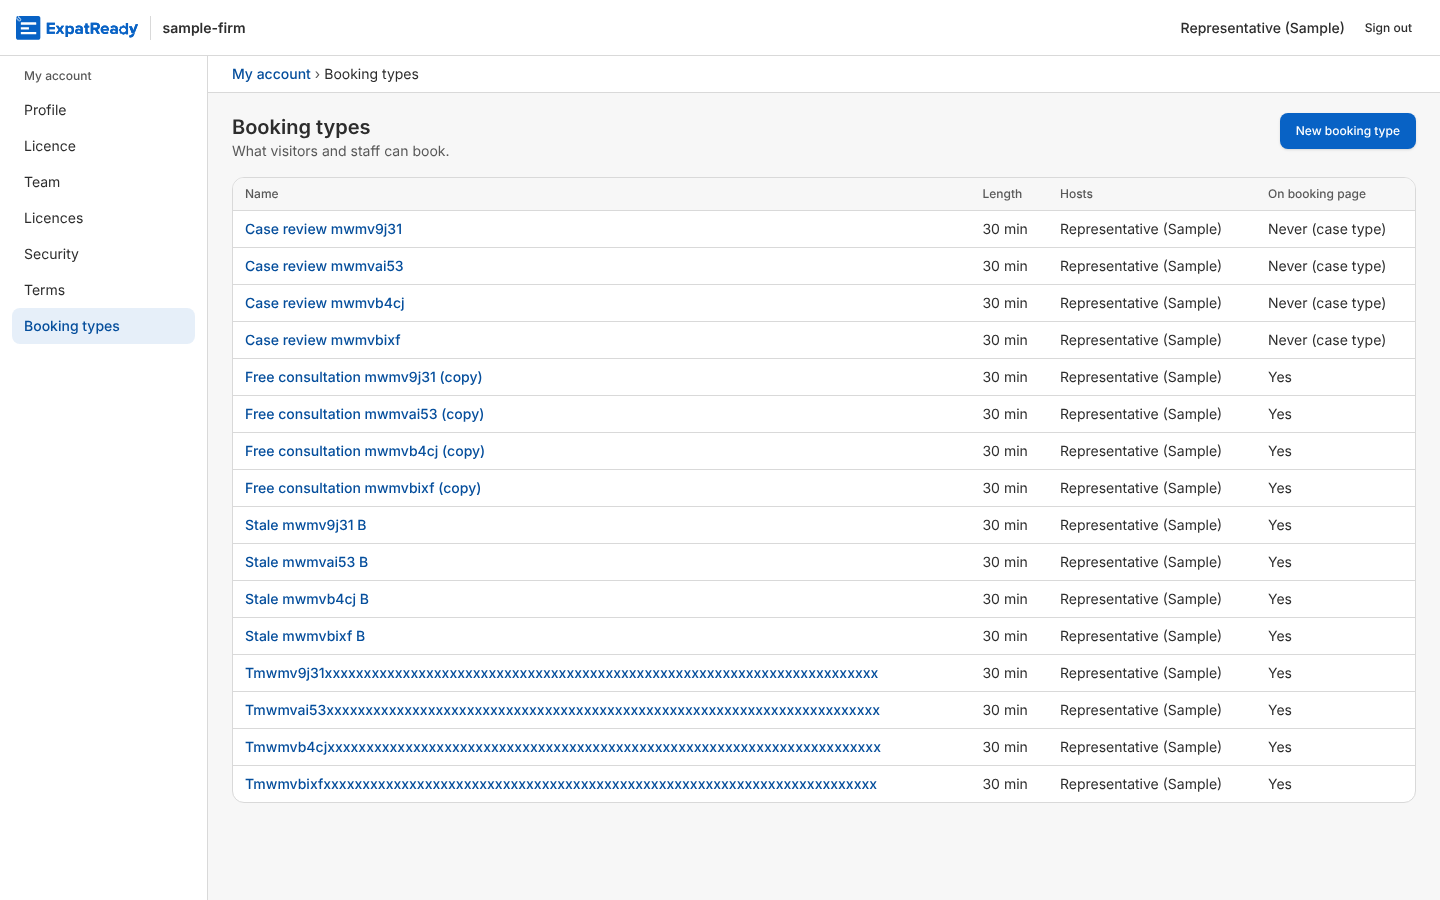 ExpatReady
sample-firm
Representative (Sample)
Sign out
My account
Profile
Licence
Team
Licences
Security
Terms
Booking types
My account › Booking types
Booking types
What visitors and staff can book.
New booking type
Name Length Hosts On booking page
Case review mwmv9j31 30 min Representative (Sample) Never (case type)
Case review mwmvai53 30 min Representative (Sample) Never (case type)
Case review mwmvb4cj 30 min Representative (Sample) Never (case type)
Case review mwmvbixf 30 min Representative (Sample) Never (case type)
Free consultation mwmv9j31 (copy) 30 min Representative (Sample) Yes
Free consultation mwmvai53 (copy) 30 min Representative (Sample) Yes
Free consultation mwmvb4cj (copy) 30 min Representative (Sample) Yes
Free consultation mwmvbixf (copy) 30 min Representative (Sample) Yes
Stale mwmv9j31 B 30 min Representative (Sample) Yes
Stale mwmvai53 B 30 min Representative (Sample) Yes
Stale mwmvb4cj B 30 min Representative (Sample) Yes
Stale mwmvbixf B 30 min Representative (Sample) Yes
Tmwmv9j31xxxxxxxxxxxxxxxxxxxxxxxxxxxxxxxxxxxxxxxxxxxxxxxxxxxxxxxxxxxxxxxxxxxxxxx 30 min Representative (Sample) Yes
Tmwmvai53xxxxxxxxxxxxxxxxxxxxxxxxxxxxxxxxxxxxxxxxxxxxxxxxxxxxxxxxxxxxxxxxxxxxxxx 30 min Representative (Sample) Yes
Tmwmvb4cjxxxxxxxxxxxxxxxxxxxxxxxxxxxxxxxxxxxxxxxxxxxxxxxxxxxxxxxxxxxxxxxxxxxxxxx 30 min Representative (Sample) Yes
Tmwmvbixfxxxxxxxxxxxxxxxxxxxxxxxxxxxxxxxxxxxxxxxxxxxxxxxxxxxxxxxxxxxxxxxxxxxxxxx 30 min Representative (Sample) Yes